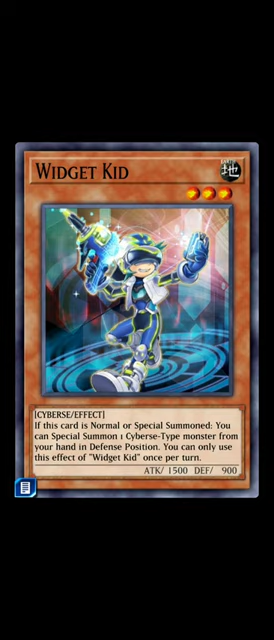 WIDGET KID
EARTH
地
[CYBERSE/EFFECT]
If this card is Normal or Special Summoned: You
can Special Summon 1 Cyberse-Type monster from
your hand in Defense Position. You can only use
this effect of "Widget Kid" once per turn.
ATK/ 1500 DEF/ 900